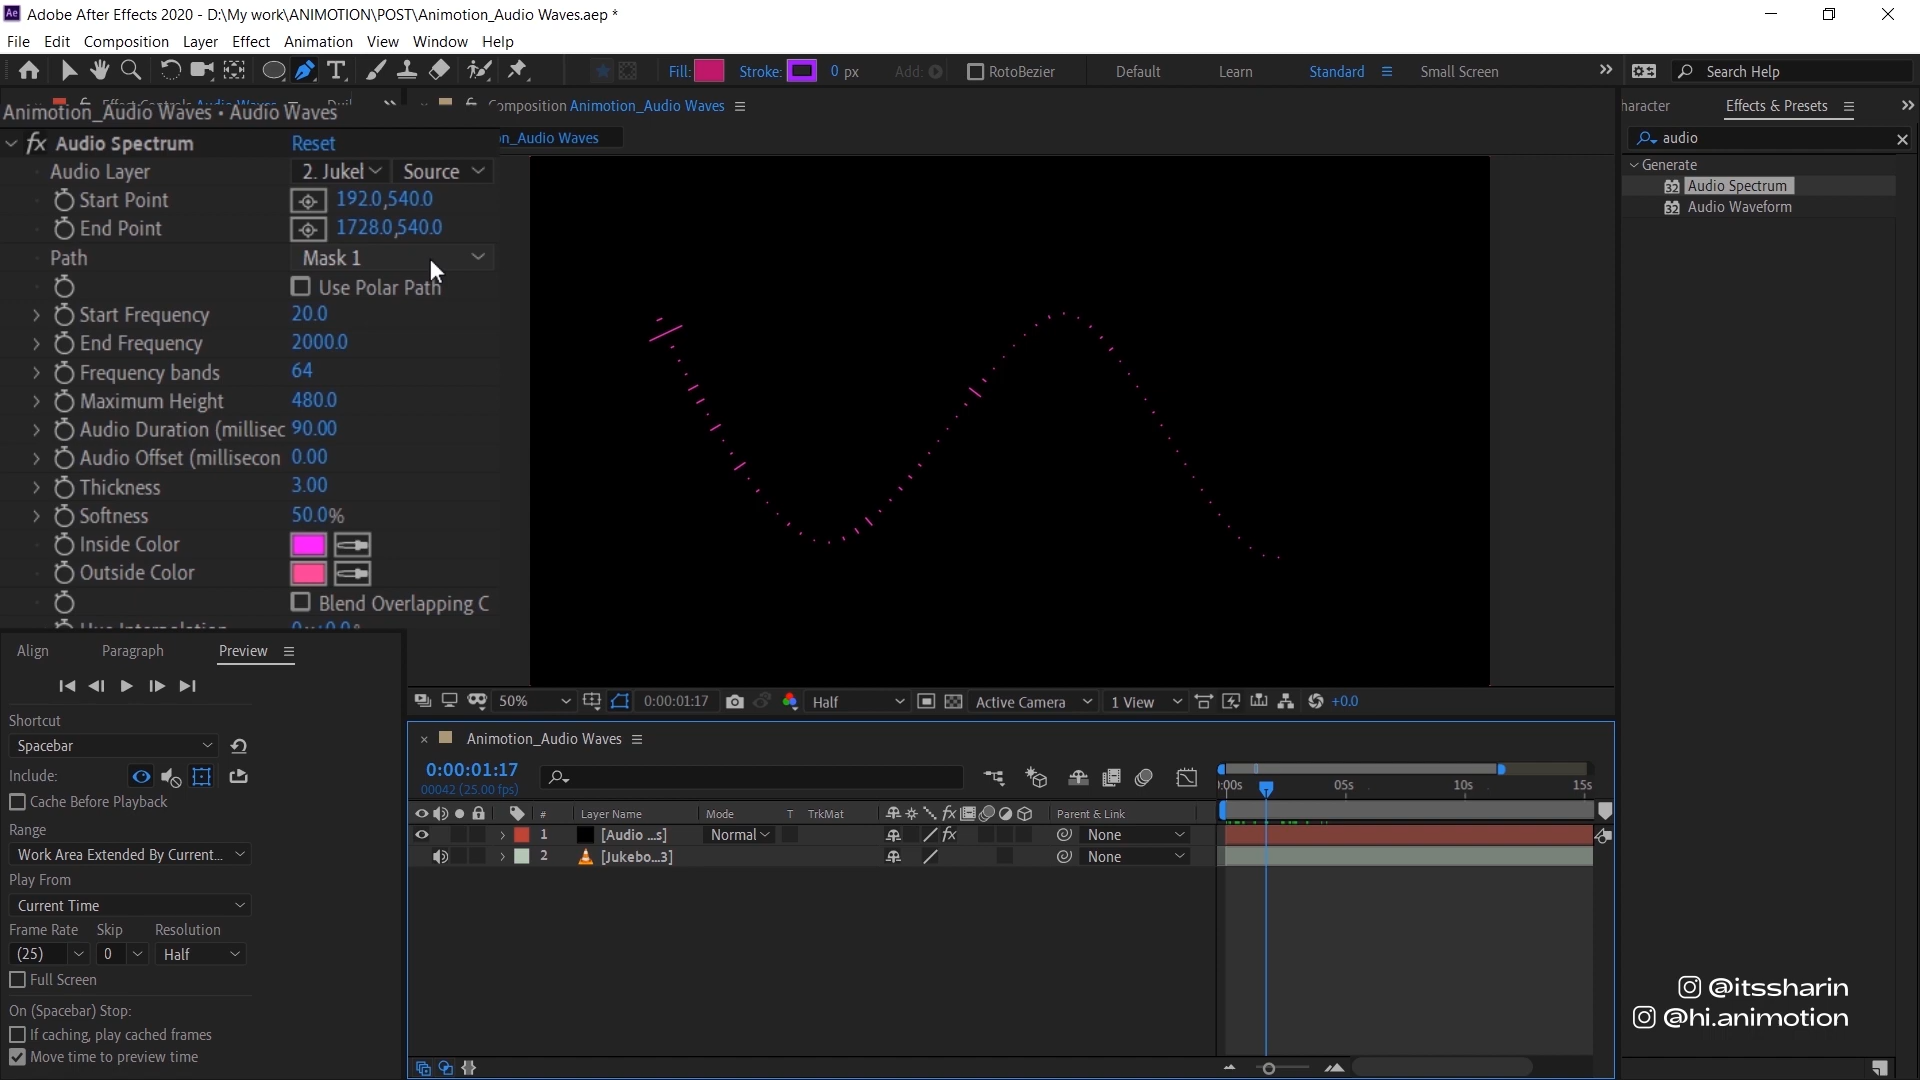 Adobe After Effects 2020 - D:\My work\ANIMOTION\POST\Animotion_Audio Waves.aep *
File Edit Composition Layer Effect Animation View Window Help
Fill: Stroke: 0 px Add: RotoBezier Default Learn Standard Small Screen Search Help
Composition Animotion_Audio Waves
Animotion_Audio Waves • Audio Waves
n_Audio Waves
Audio Spectrum Reset
Audio Layer 2. Jukel Source
Start Point 192.0,540.0
End Point 1728.0,540.0
Path Mask 1
Use Polar Path
Start Frequency 20.0
End Frequency 2000.0
Frequency bands 64
Maximum Height 480.0
Audio Duration (millisec 90.00
Audio Offset (millisecon 0.00
Thickness 3.00
Softness 50.0%
Inside Color
Outside Color
Blend Overlapping C
Align Paragraph Preview
Shortcut
Spacebar
Include:
Cache Before Playback
Range
Work Area Extended By Current...
Play From
Current Time
Frame Rate Skip Resolution
(25) 0 Half
Full Screen
On (Spacebar) Stop:
If caching, play cached frames
Move time to preview time
50% 0:00:01:17 Half Active Camera 1 View +0.0
Animotion_Audio Waves
0:00:01:17
00042 (25.00 fps)
# Layer Name Mode T TrkMat Parent & Link
1 [Audio ...s] Normal None
2 [Jukebo...3] None
):00s 05s 10s 15s
haracter Effects & Presets
audio
Generate
Audio Spectrum
Audio Waveform
@itssharin
@hi.animotion